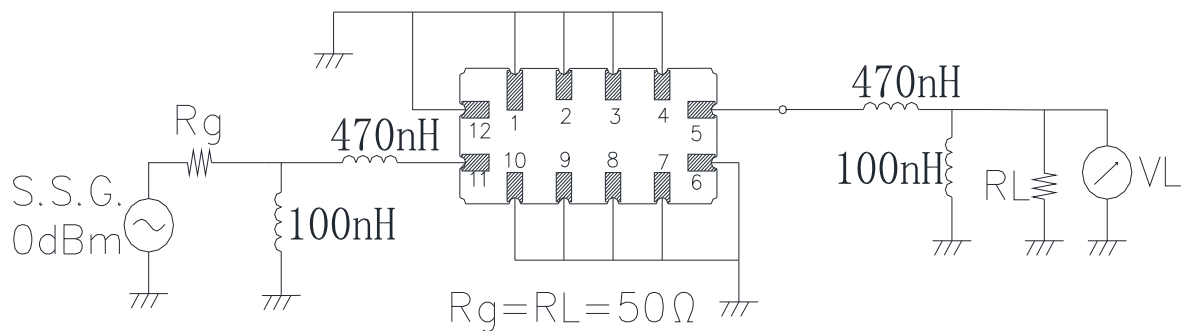 470nH
1 2 3 4
5
12
Rg
470nH
10 9 8 7
11
6
100nH
RL
VL
S.S.G.
0dBm
100nH
Rg=RL=50Ω